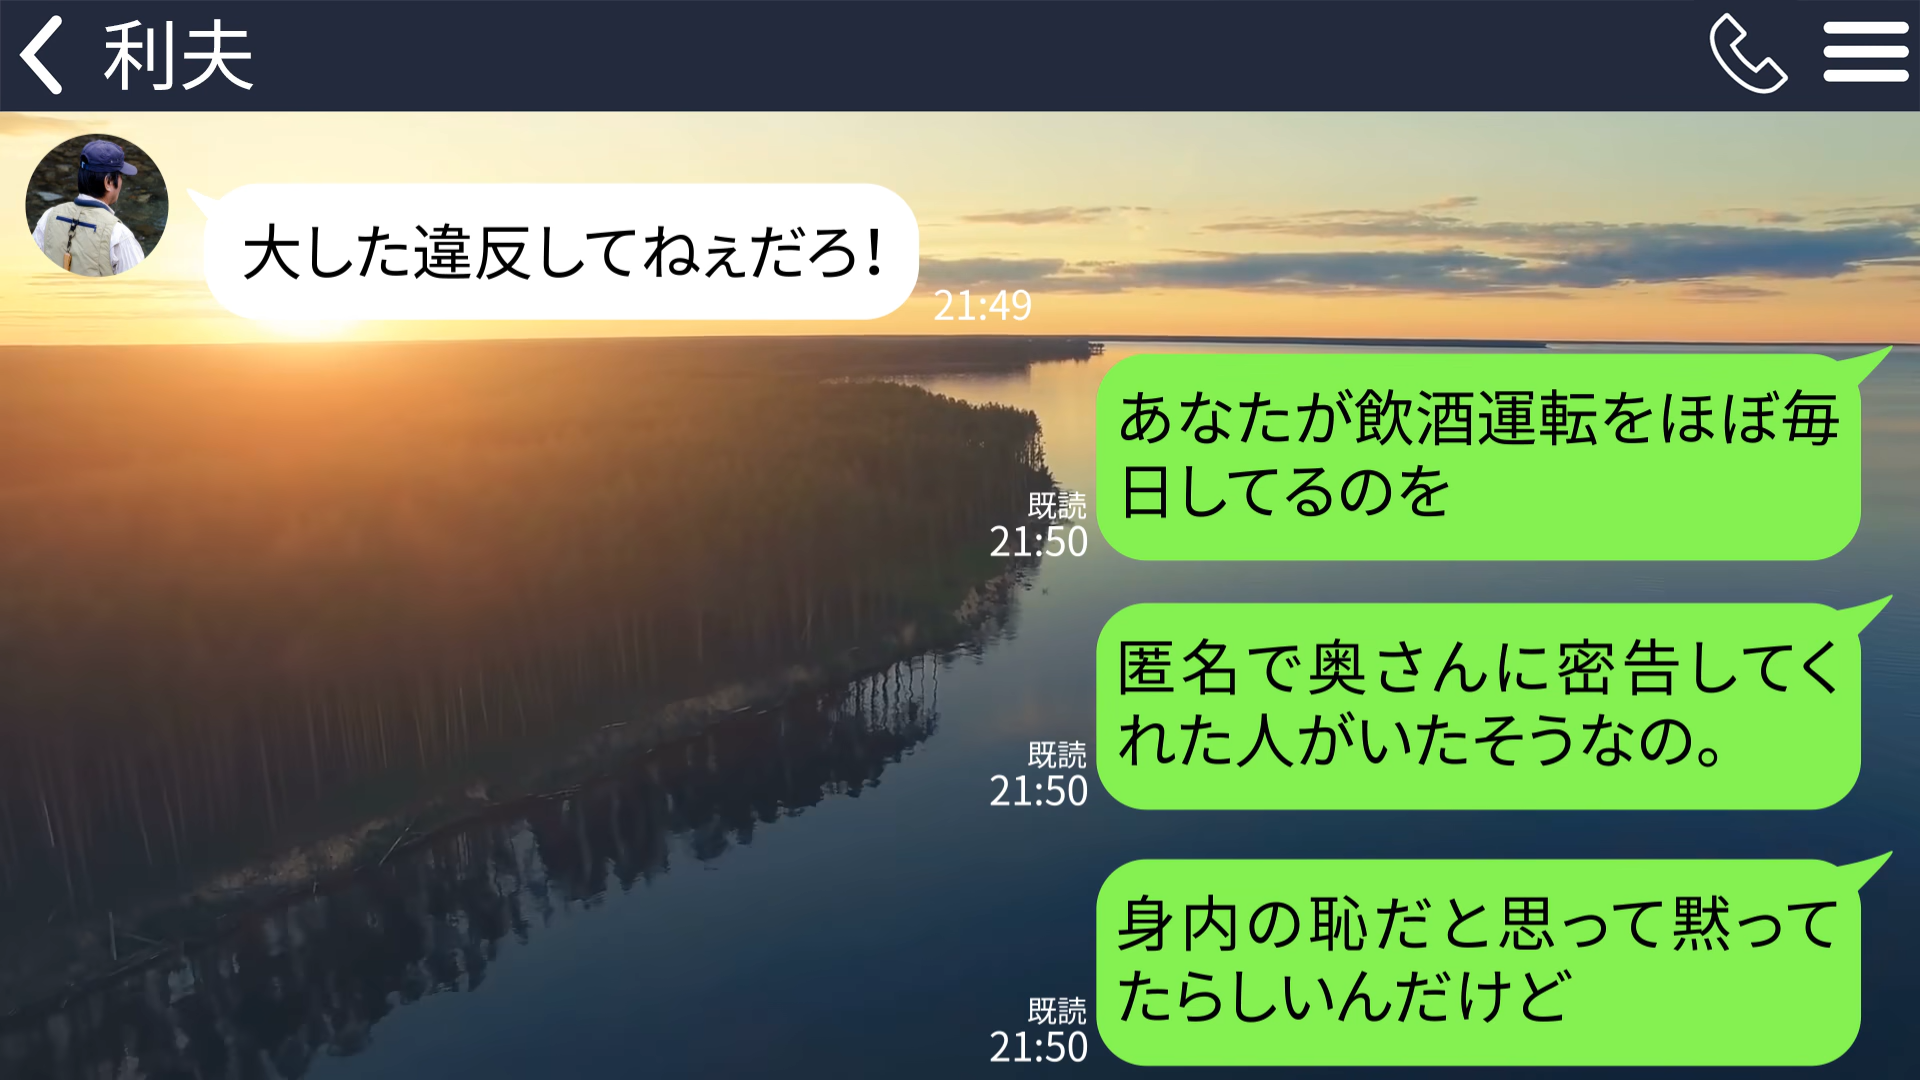 利夫
大した違反してねぇだろ！
21:49
あなたが飲酒運転をほぼ毎
日してるのを
既読
21:50
匿名で奥さんに密告してく
れた人がいたそうなの。
既読
21:50
身内の恥だと思って黙って
たらしいんだけど
既読
21:50